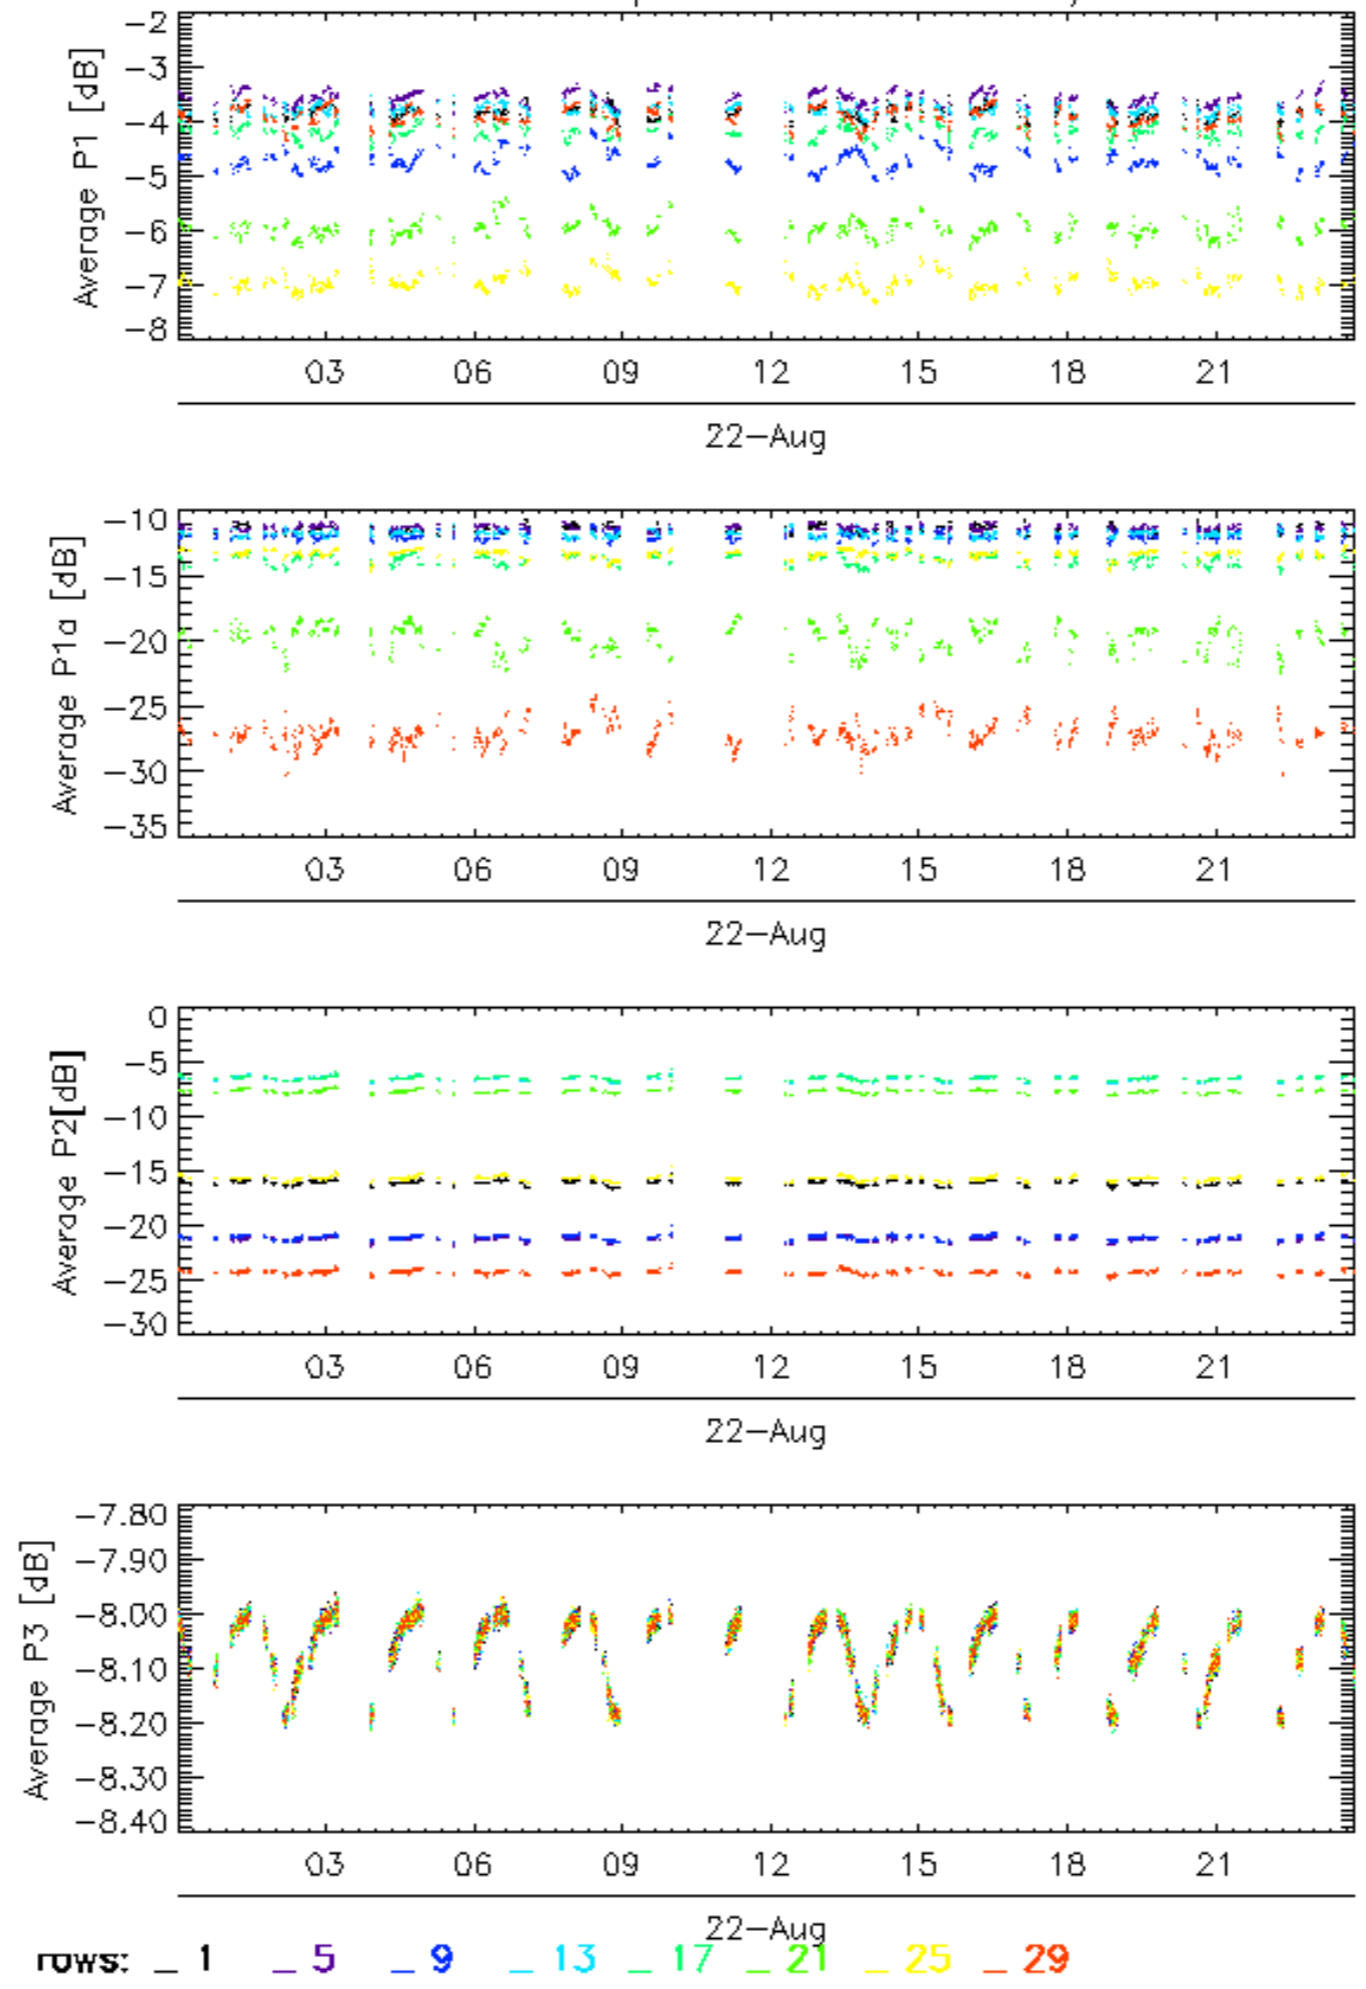 Average P1 [dB]
-2
-3
-4
-5
-6
-7
-8
03 06 09 12 15 18 21
22-Aug
Average P1a [dB]
-10
-15
-20
-25
-30
-35
03 06 09 12 15 18 21
22-Aug
Average P2[dB]
0
-5
-10
-15
-20
-25
-30
03 06 09 12 15 18 21
22-Aug
Average P3 [dB]
-7.80
-7.90
-8.00
-8.10
-8.20
-8.30
-8.40
03 06 09 12 15 18 21
22-Aug
rows: _ 1 _ 5 _ 9 _ 13 _ 17 _ 21 _ 25 _ 29